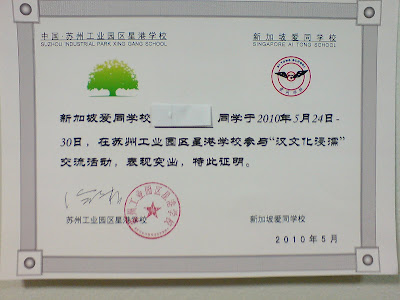 中国·苏州工业园区星港学校
SUZHOU INDUSTRIAL PARK XING GANG SCHOOL
新加坡爱同学校
SINGAPORE AI TONG SCHOOL
新加坡爱同学校 同学于2010年5月24日-
30日，在苏州工业园区星港学校参与“汉文化浸濡”
交流活动，表现突出，特此证明。
苏州工业园区星港学校
新加坡爱同学校
2010年5月